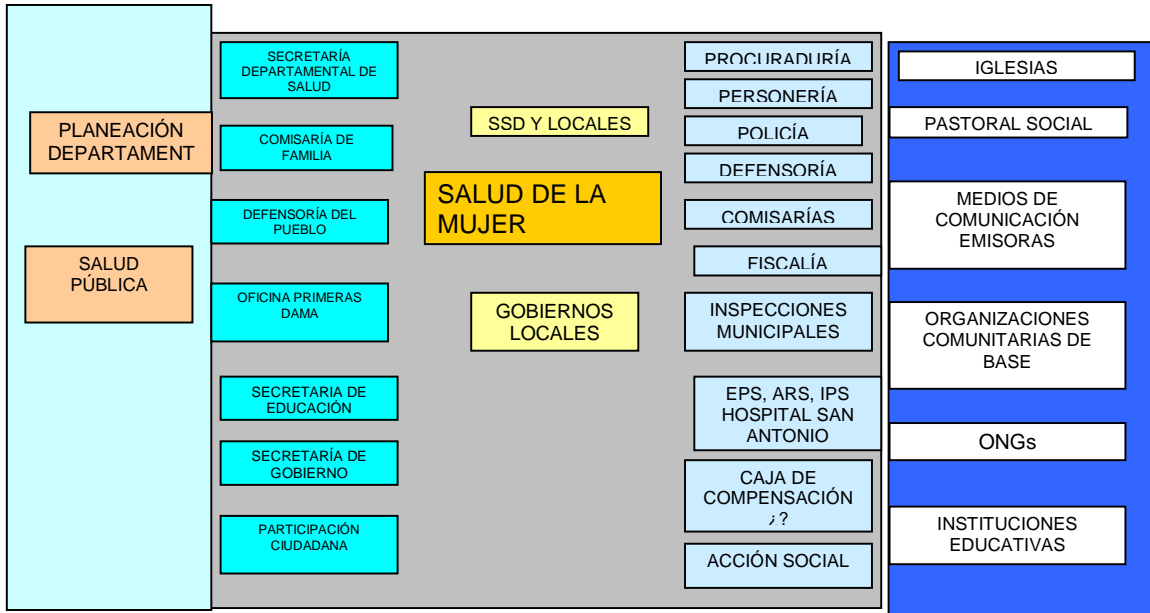 PLANEACIÓN
DEPARTAMENT
SALUD
PÚBLICA
SECRETARÍA
DEPARTAMENTAL DE
SALUD
COMISARÍA DE
FAMILIA
DEFENSORÍA DEL
PUEBLO
OFICINA PRIMERAS
DAMA
SECRETARIA DE
EDUCACIÓN
SECRETARÍA DE
GOBIERNO
PARTICIPACIÓN
CIUDADANA
SSD Y LOCALES
SALUD DE LA
MUJER
GOBIERNOS
LOCALES
PROCURADURÍA
PERSONERÍA
POLICÍA
DEFENSORÍA
COMISARÍAS
FISCALÍA
INSPECCIONES
MUNICIPALES
EPS, ARS, IPS
HOSPITAL SAN
ANTONIO
CAJA DE
COMPENSACIÓN
¿?
ACCIÓN SOCIAL
IGLESIAS
PASTORAL SOCIAL
MEDIOS DE
COMUNICACIÓN
EMISORAS
ORGANIZACIONES
COMUNITARIAS DE
BASE
ONGs
INSTITUCIONES
EDUCATIVAS